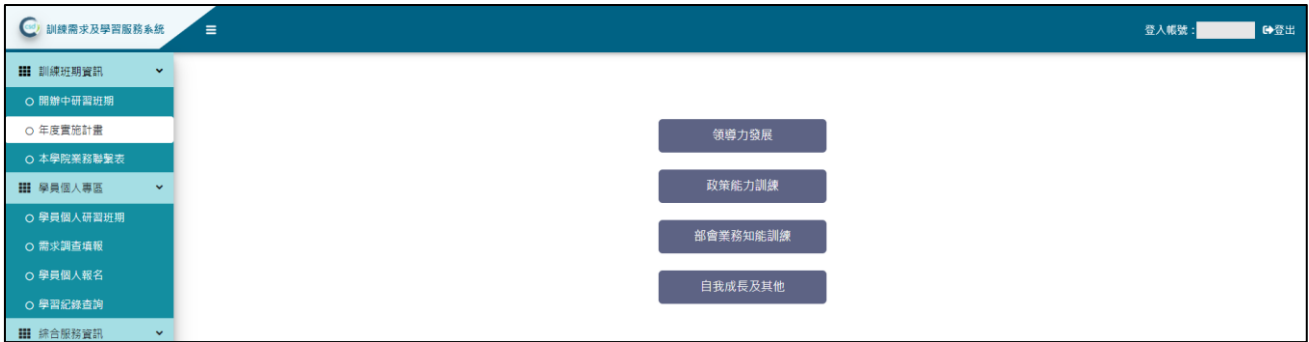 訓練需求及學習服務系統
登入帳號：
登出
訓練班期資訊
開辦中研習班期
年度實施計畫
本學院業務聯繫表
學員個人專區
學員個人研習班期
需求調查填報
學員個人報名
學習紀錄查詢
綜合服務資訊
領導力發展
政策能力訓練
部會業務知能訓練
自我成長及其他